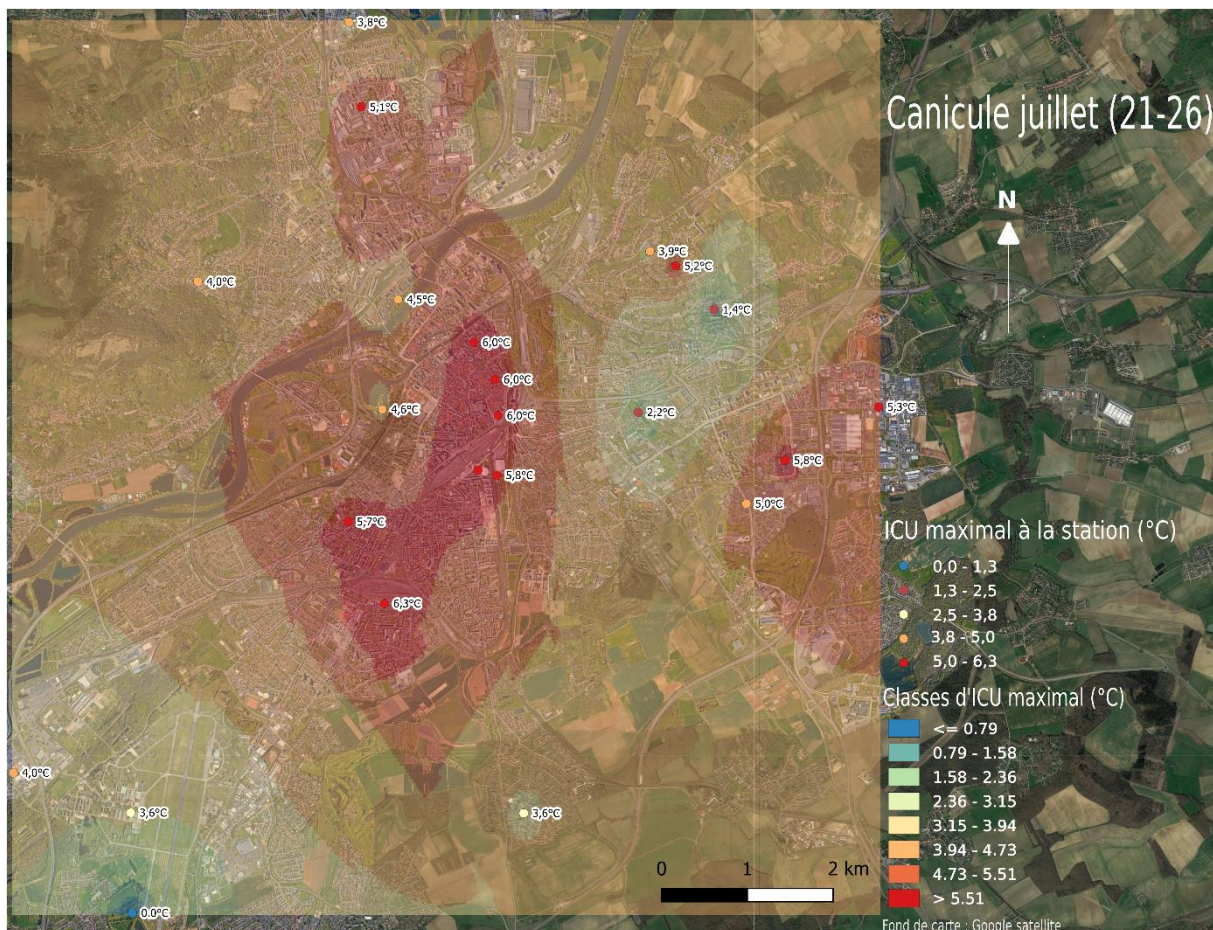 3,8°C
5,1°C
Canicule juillet (21-26)
N
3,9°C
5,2°C
4,0°C
4,5°C
1,4°C
6,0°C
6,0°C
4,6°C
6,0°C
2,2°C
5,3°C
5,8°C
5,8°C
5,0°C
5,7°C
6,3°C
4,0°C
3,6°C
3,6°C
0.0°C
ICU maximal à la station (°C)
0,0 - 1,3
1,3 - 2,5
2,5 - 3,8
3,8 - 5,0
5,0 - 6,3
Classes d'ICU maximal (°C)
<= 0.79
0.79 - 1.58
1.58 - 2.36
2.36 - 3.15
3.15 - 3.94
3.94 - 4.73
4.73 - 5.51
> 5.51
0 1 2 km
Fond de carte : Google satellite